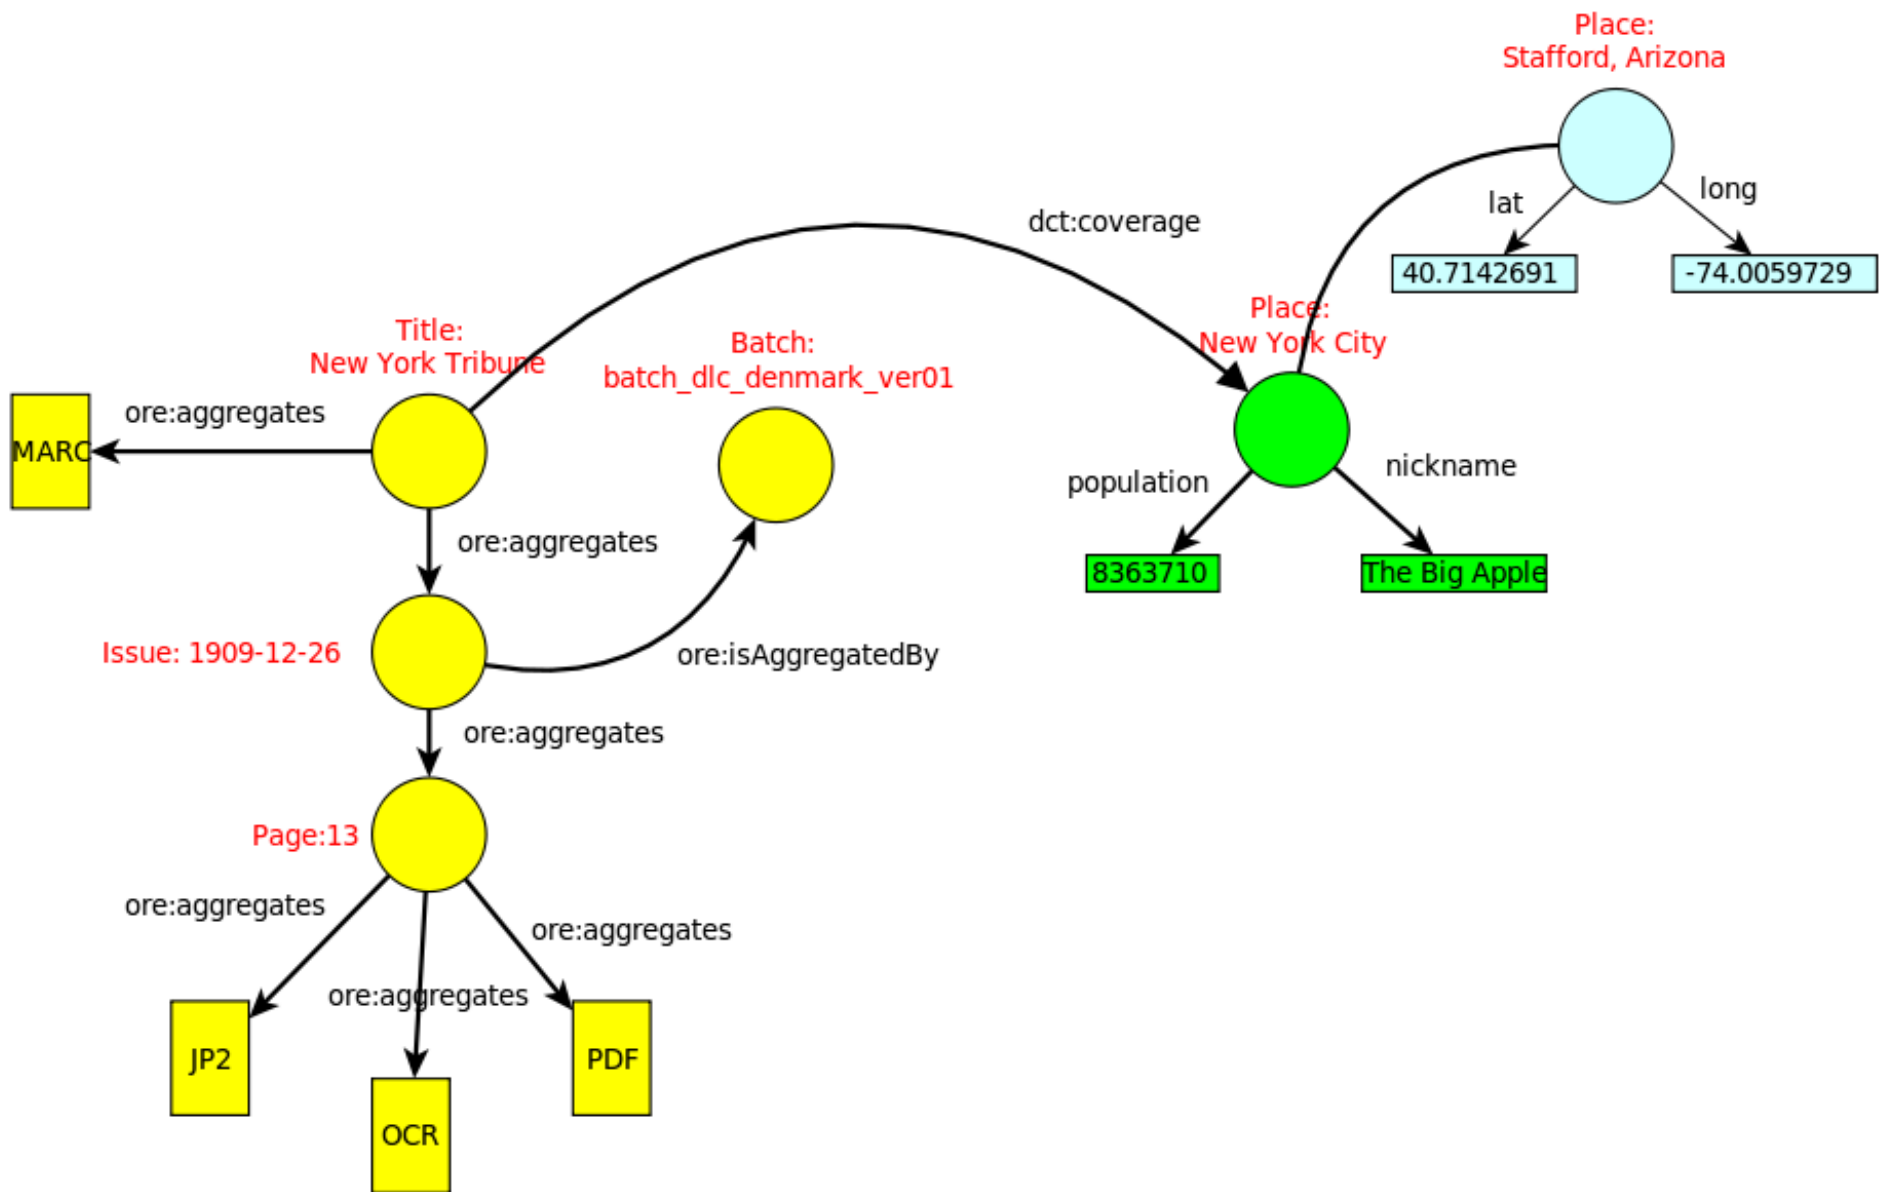 Place:
Stafford, Arizona
lat
long
40.7142691
-74.0059729
dct:coverage
Place:
New York City
Title:
New York Tribune
Batch:
batch_dlc_denmark_ver01
ore:aggregates
MARC
population
nickname
8363710
The Big Apple
ore:aggregates
Issue: 1909-12-26
ore:isAggregatedBy
ore:aggregates
Page:13
ore:aggregates
ore:aggregates
ore:aggregates
JP2
PDF
OCR